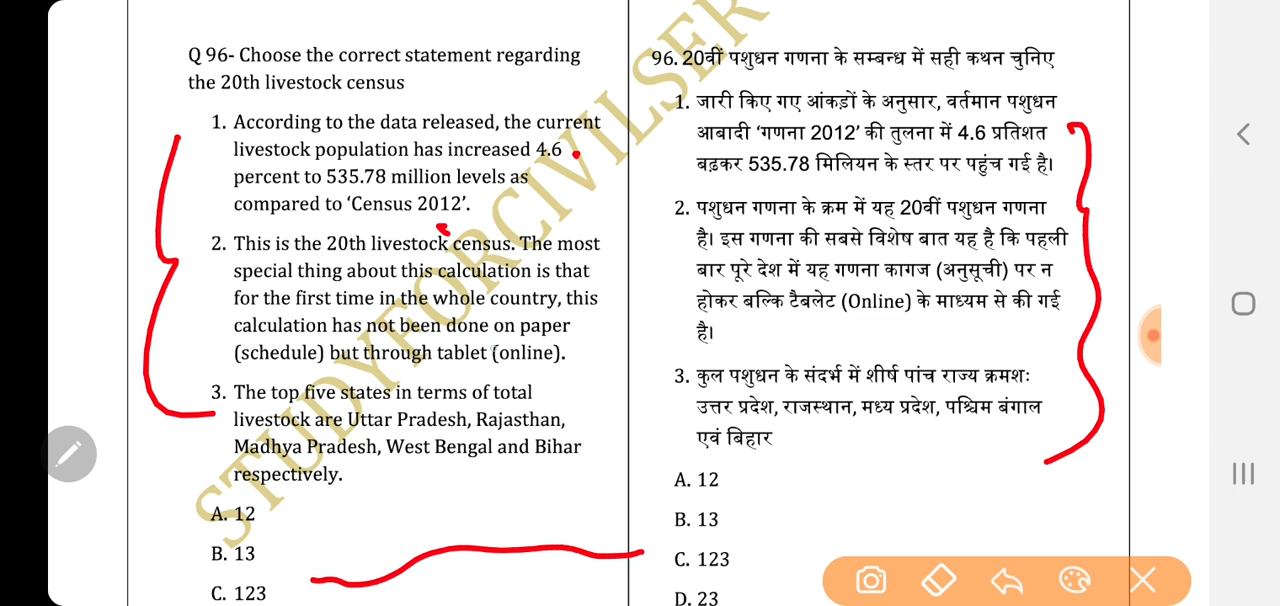 Q 96- Choose the correct statement regarding
the 20th livestock census
1. According to the data released, the current
livestock population has increased 4.6
percent to 535.78 million levels as
compared to ‘Census 2012’.
2. This is the 20th livestock census. The most
special thing about this calculation is that
for the first time in the whole country, this
calculation has not been done on paper
(schedule) but through tablet (online).
3. The top five states in terms of total
livestock are Uttar Pradesh, Rajasthan,
Madhya Pradesh, West Bengal and Bihar
respectively.
A. 12
B. 13
C. 123
96. 20वीं पशुधन गणना के सम्बन्ध में सही कथन चुनिए
1. जारी किए गए आंकड़ों के अनुसार, वर्तमान पशुधन
आबादी ‘गणना 2012’ की तुलना में 4.6 प्रतिशत
बढ़कर 535.78 मिलियन के स्तर पर पहुंच गई है।
2. पशुधन गणना के क्रम में यह 20वीं पशुधन गणना
है। इस गणना की सबसे विशेष बात यह है कि पहली
बार पूरे देश में यह गणना कागज (अनुसूची) पर न
होकर बल्कि टैबलेट (Online) के माध्यम से की गई
है।
3. कुल पशुधन के संदर्भ में शीर्ष पांच राज्य क्रमशः
उत्तर प्रदेश, राजस्थान, मध्य प्रदेश, पश्चिम बंगाल
एवं बिहार
A. 12
B. 13
C. 123
D. 23
STUDYFORCIVILSER